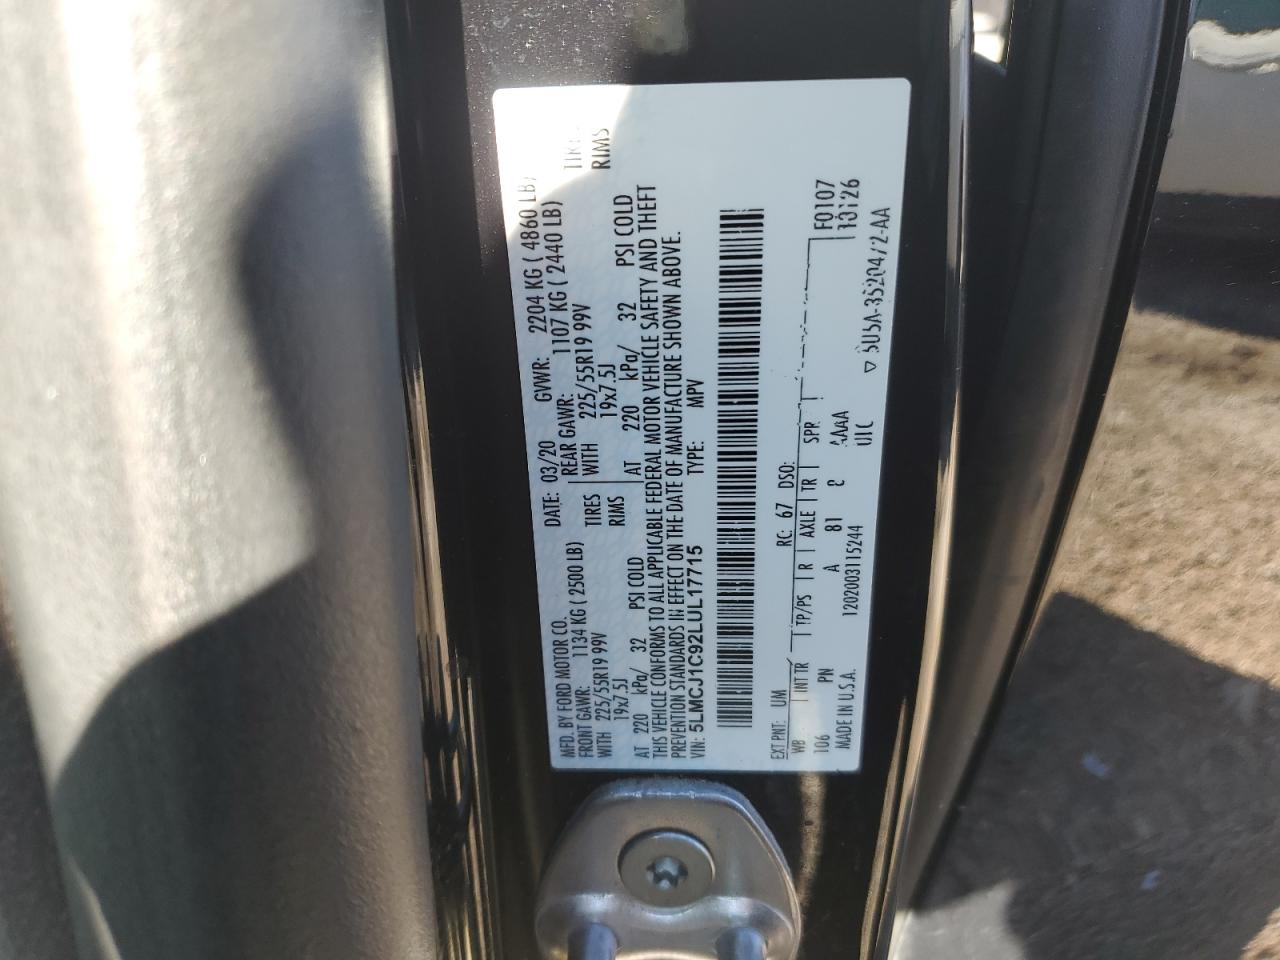 MFD. BY FORD MOTOR CO. DATE: 03/20 GVWR: 2204 KG ( 4860 LB)
FRONT GAWR: 1134 KG ( 2500 LB) REAR GAWR: 1107 KG ( 2440 LB)
WITH 225/55R19 99V TIRES WITH 225/55R19 99V TIRES
19x7.5J RIMS 19x7.5J RIMS
AT 220 kPa/ 32 PSI COLD AT 220 kPa/ 32 PSI COLD
THIS VEHICLE CONFORMS TO ALL APPLICABLE FEDERAL MOTOR VEHICLE SAFETY AND THEFT
PREVENTION STANDARDS IN EFFECT ON THE DATE OF MANUFACTURE SHOWN ABOVE.
VIN: 5LMCJ1C92LUL17715 TYPE: MPV
EXT PNT: UM RC: 67 DSO: F0107
WB INT TR TP/PS R AXLE TR SPR 13126
106 PN A 81 AAAA
MADE IN U.S.A. 1202003115244 UTC